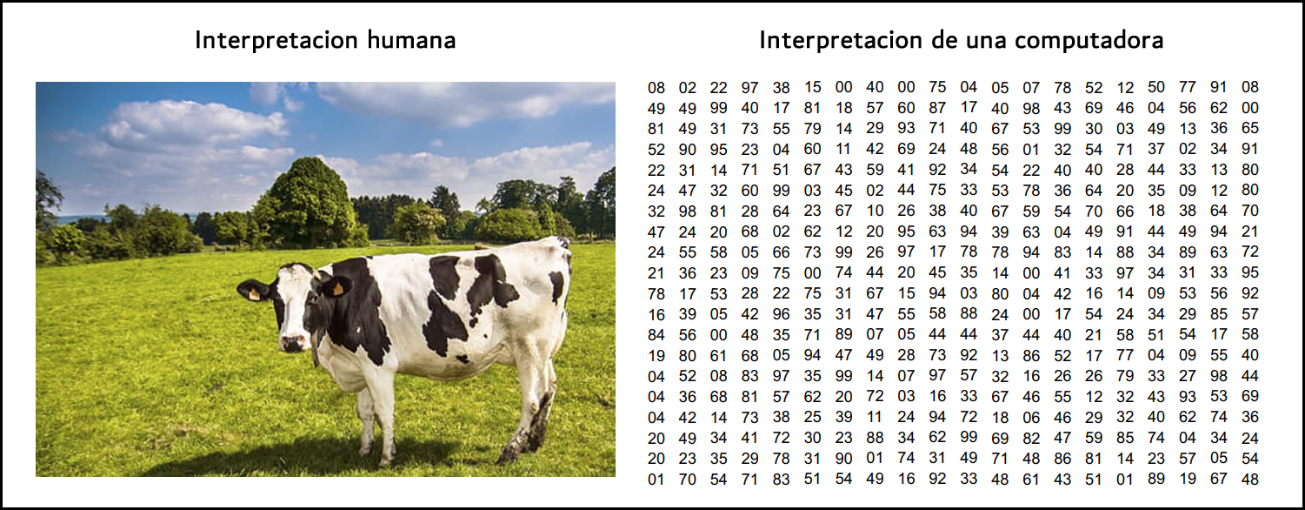 Interpretacion humana
Interpretacion de una computadora
08 02 22 97 38 15 00 40 00 75 04 05 07 78 52 12 50 77 91 08
49 49 99 40 17 81 18 57 60 87 17 40 98 43 69 46 04 56 62 00
81 49 31 73 55 79 14 29 93 71 40 67 53 99 30 03 49 13 36 65
52 90 95 23 04 60 11 42 69 24 48 56 01 32 54 71 37 02 34 91
22 31 14 71 51 67 43 59 41 92 34 54 22 40 40 28 44 33 13 80
24 47 32 60 99 03 45 02 44 75 33 53 78 36 64 20 35 09 12 80
32 98 81 28 64 23 67 10 26 38 40 67 59 54 70 66 18 38 64 70
47 24 20 68 02 62 12 20 95 63 94 39 63 04 49 91 44 49 94 21
24 55 58 05 66 73 99 26 97 17 78 78 94 83 14 88 34 89 63 72
21 36 23 09 75 00 74 44 20 45 35 14 00 41 33 97 34 31 33 95
78 17 53 28 22 75 31 67 15 94 03 80 04 42 16 14 09 53 56 92
16 39 05 42 96 35 31 47 55 58 88 24 00 17 54 24 34 29 85 57
84 56 00 48 35 71 89 07 05 44 44 37 44 40 21 58 51 54 17 58
19 80 61 68 05 94 47 49 28 73 92 13 86 52 17 77 04 09 55 40
04 52 08 83 97 35 99 14 07 97 57 32 16 26 26 79 33 27 98 44
04 36 68 81 57 62 20 72 03 16 33 67 46 55 12 32 43 93 53 69
04 42 14 73 38 25 39 11 24 94 72 18 06 46 29 32 40 62 74 36
20 49 34 41 72 30 23 88 34 62 99 69 82 47 59 85 74 04 34 24
20 23 35 29 78 31 90 01 74 31 49 71 48 86 81 14 23 57 05 54
01 70 54 71 83 51 54 49 16 92 33 48 61 43 51 01 89 19 67 48